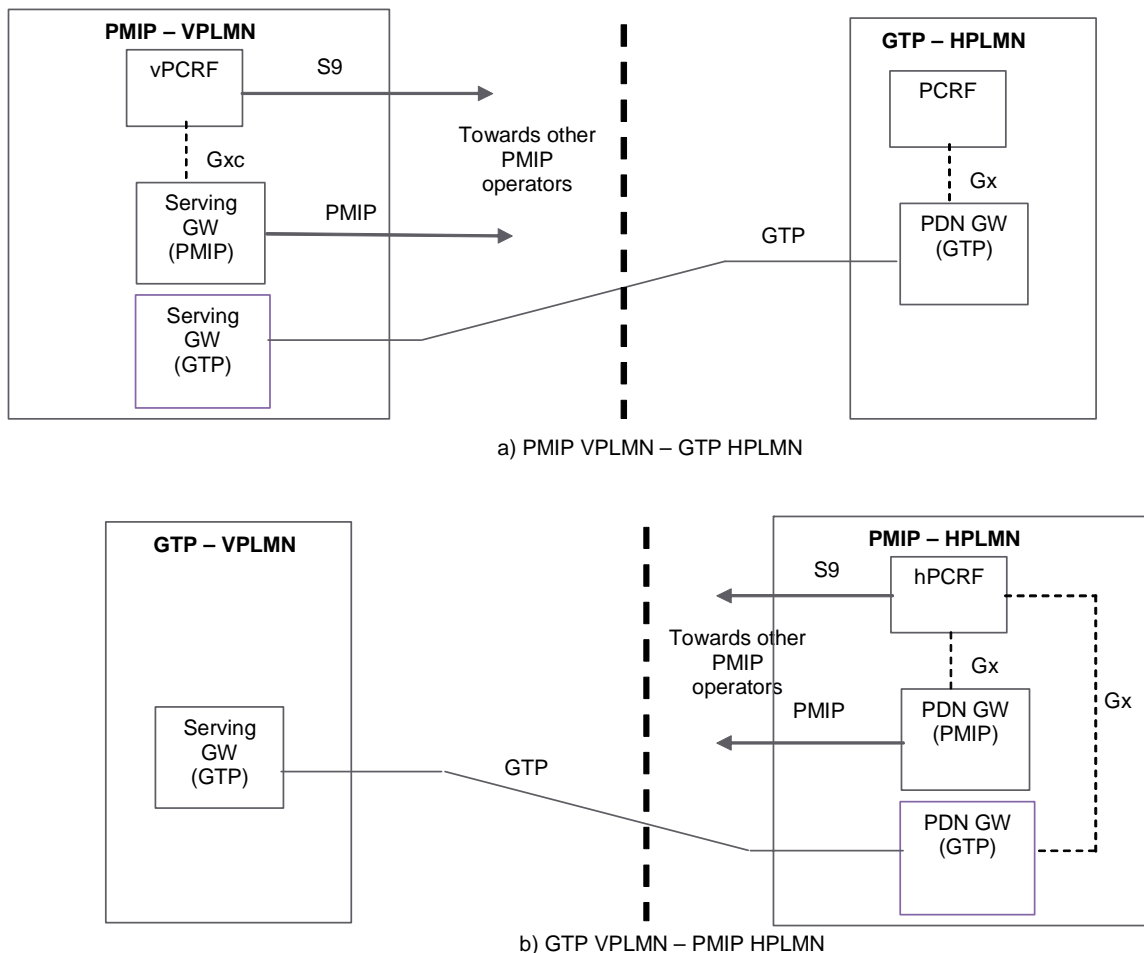 PMIP – VPLMN
vPCRF
S9
Gxc
Towards other
PMIP
operators
Serving
GW
(PMIP)
PMIP
Serving
GW
(GTP)
GTP
GTP – HPLMN
PCRF
Gx
PDN GW
(GTP)
a) PMIP VPLMN – GTP HPLMN
GTP – VPLMN
Serving
GW
(GTP)
GTP
PMIP – HPLMN
S9
hPCRF
Towards other
PMIP
operators
Gx
Gx
PMIP
PDN GW
(PMIP)
PDN GW
(GTP)
b) GTP VPLMN – PMIP HPLMN